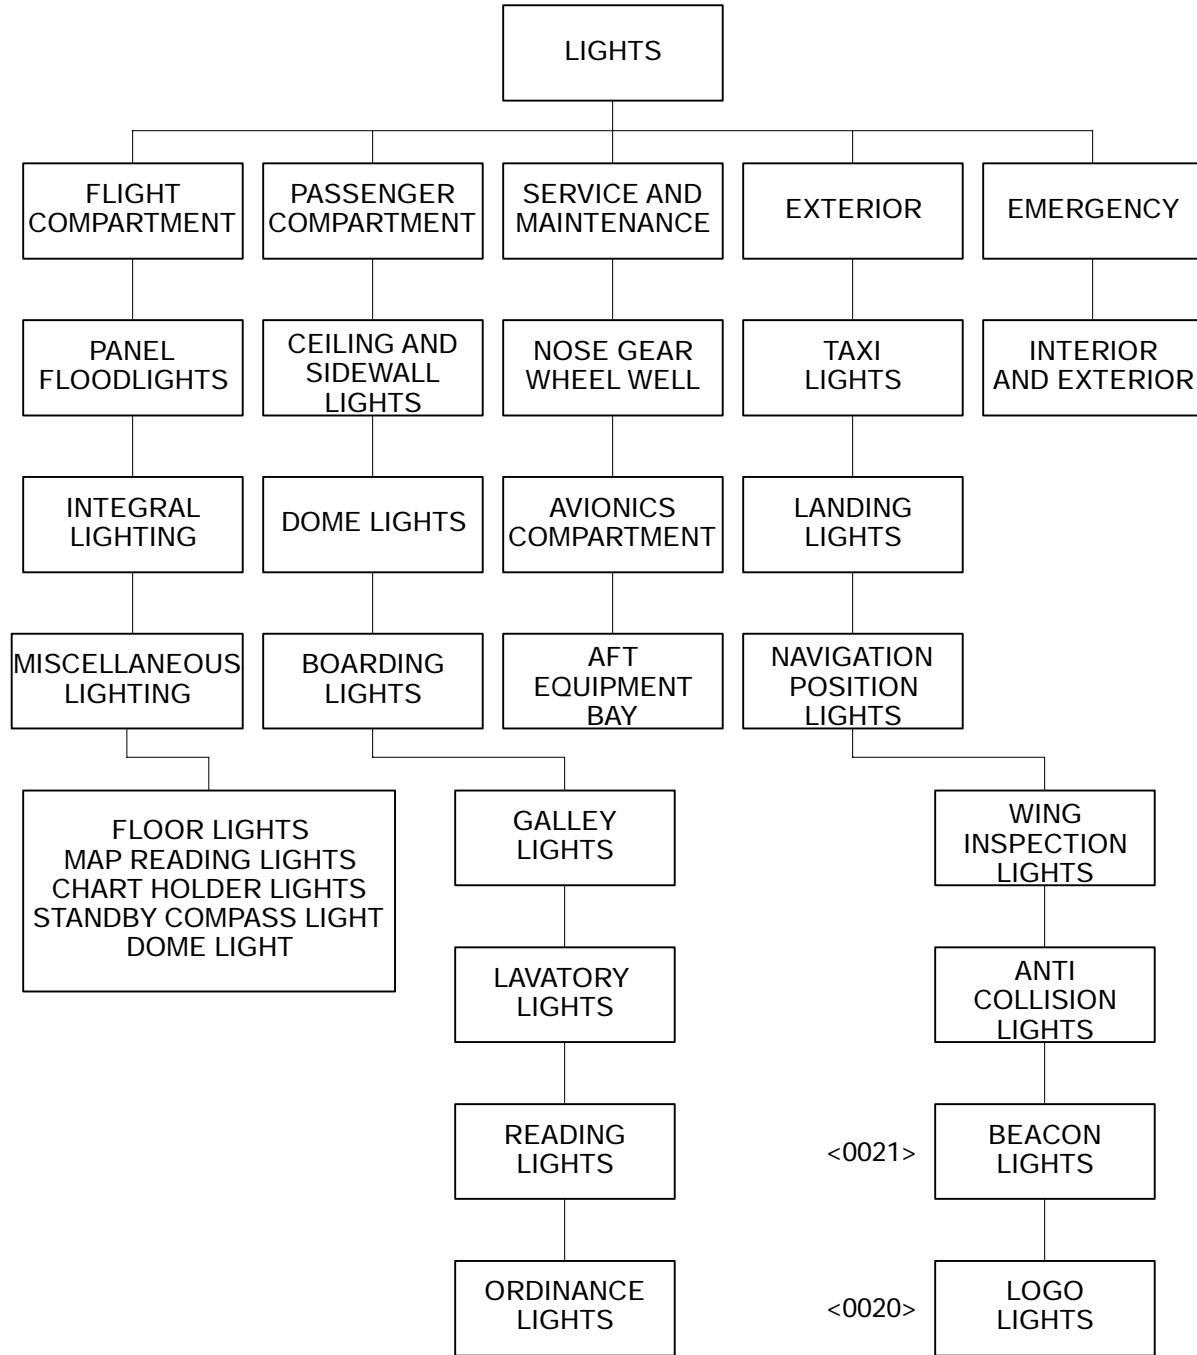 LIGHTS
FLIGHT
COMPARTMENT
PASSENGER
COMPARTMENT
SERVICE AND
MAINTENANCE
EXTERIOR
EMERGENCY
PANEL
FLOODLIGHTS
CEILING AND
SIDEWALL
LIGHTS
NOSE GEAR
WHEEL WELL
TAXI
LIGHTS
INTERIOR
AND EXTERIOR
INTEGRAL
LIGHTING
DOME LIGHTS
AVIONICS
COMPARTMENT
LANDING
LIGHTS
MISCELLANEOUS
LIGHTING
BOARDING
LIGHTS
AFT
EQUIPMENT
BAY
NAVIGATION
POSITION
LIGHTS
FLOOR LIGHTS
MAP READING LIGHTS
CHART HOLDER LIGHTS
STANDBY COMPASS LIGHT
DOME LIGHT
GALLEY
LIGHTS
WING
INSPECTION
LIGHTS
LAVATORY
LIGHTS
ANTI
COLLISION
LIGHTS
READING
LIGHTS
<0021>
BEACON
LIGHTS
ORDINANCE
LIGHTS
<0020>
LOGO
LIGHTS